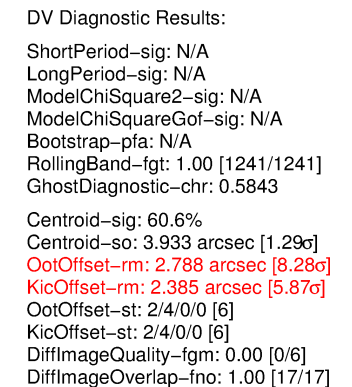 DV Diagnostic Results:
ShortPeriod−sig: N/A
LongPeriod−sig: N/A
ModelChiSquare2−sig: N/A
ModelChiSquareGof−sig: N/A
Bootstrap−pfa: N/A
RollingBand−fgt: 1.00 [1241/1241]
GhostDiagnostic−chr: 0.5843
Centroid−sig: 60.6%
Centroid−so: 3.933 arcsec [1.29σ]
OotOffset−rm: 2.788 arcsec [8.28σ]
KicOffset−rm: 2.385 arcsec [5.87σ]
OotOffset−st: 2/4/0/0 [6]
KicOffset−st: 2/4/0/0 [6]
DiffImageQuality−fgm: 0.00 [0/6]
DiffImageOverlap−fno: 1.00 [17/17]